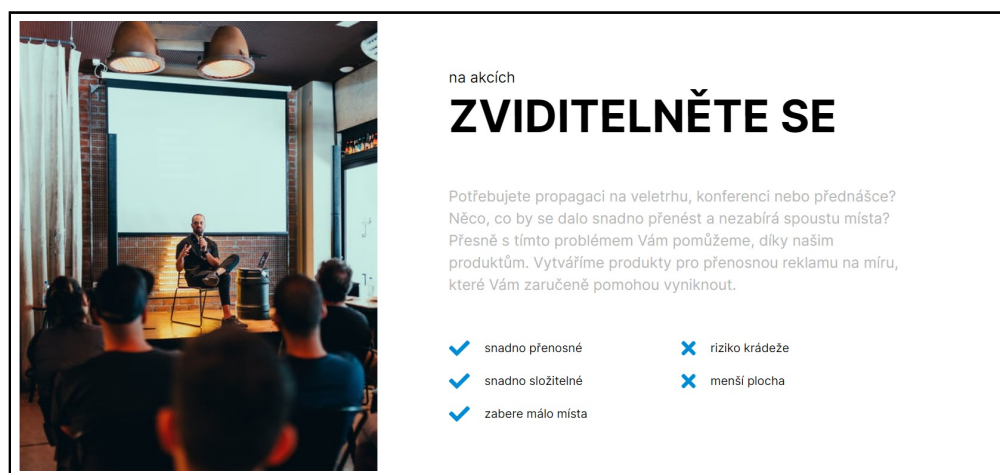 na akcích
ZVIDITELNĚTE SE
Potřebujete propagaci na veletrhu, konferenci nebo přednášce?
Něco, co by se dalo snadno přenést a nezabírá spoustu místa?
Přesně s tímto problémem Vám pomůžeme, díky našim
produktům. Vytváříme produkty pro přenosnou reklamu na míru,
které Vám zaručeně pomohou vyniknout.
snadno přenosné
snadno složitelné
zabere málo místa
riziko krádeže
menší plocha